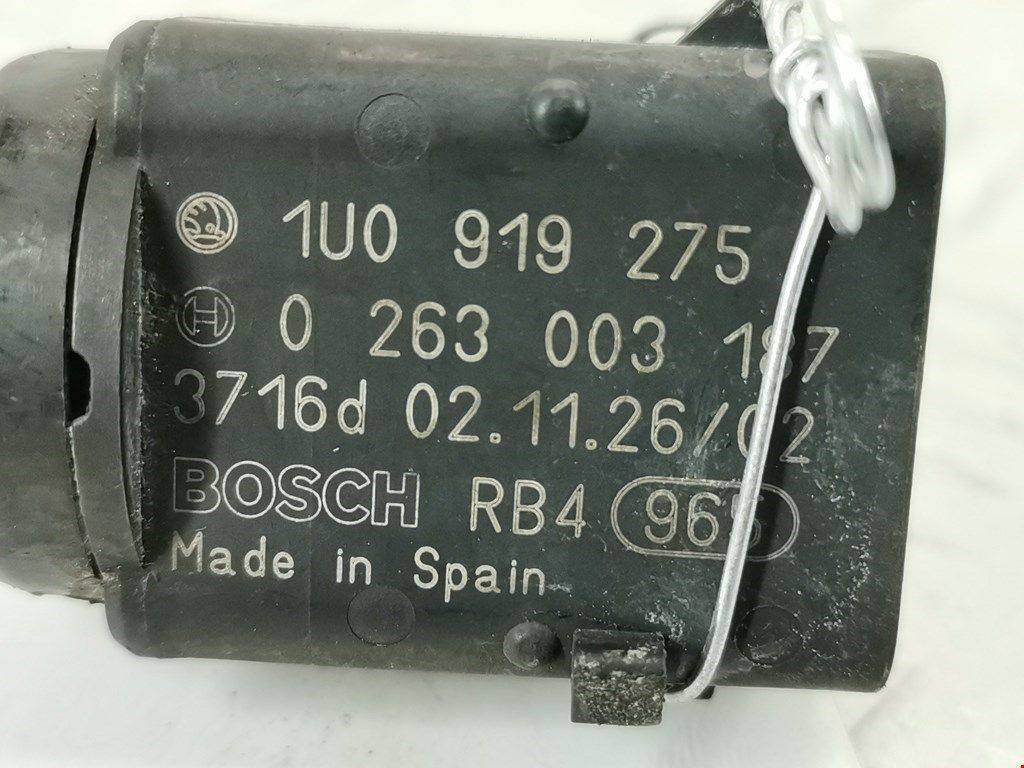 1U0 919 275
0 263 003 187
3716d 02.11.26/02
BOSCH RB4 965
Made in Spain